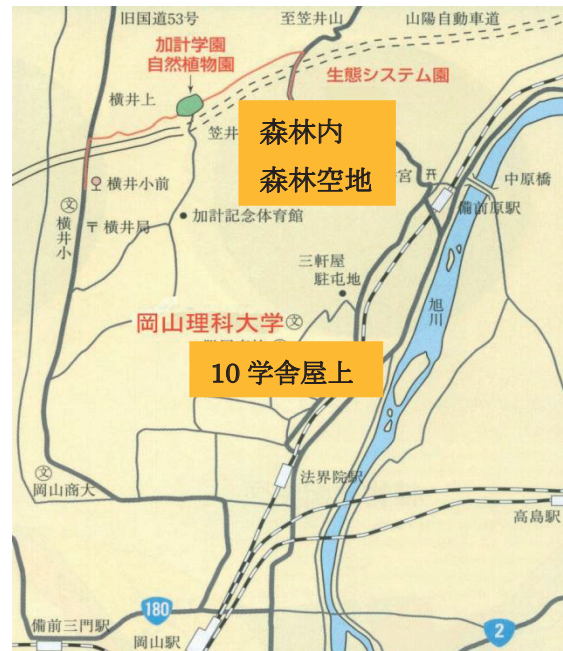 旧国道53号
至笠井山
山陽自動車道
加計学園
自然植物園
生態システム園
横井上
笠井
森林内
森林空地
横井小前
文
横井小
〒横井局
加計記念体育館
宮
中原橋
備前原駅
三軒屋
駐屯地
旭川
岡山理科大学
文
10 学舎屋上
文
岡山商大
法界院駅
高島駅
180
備前三門駅
岡山駅
2